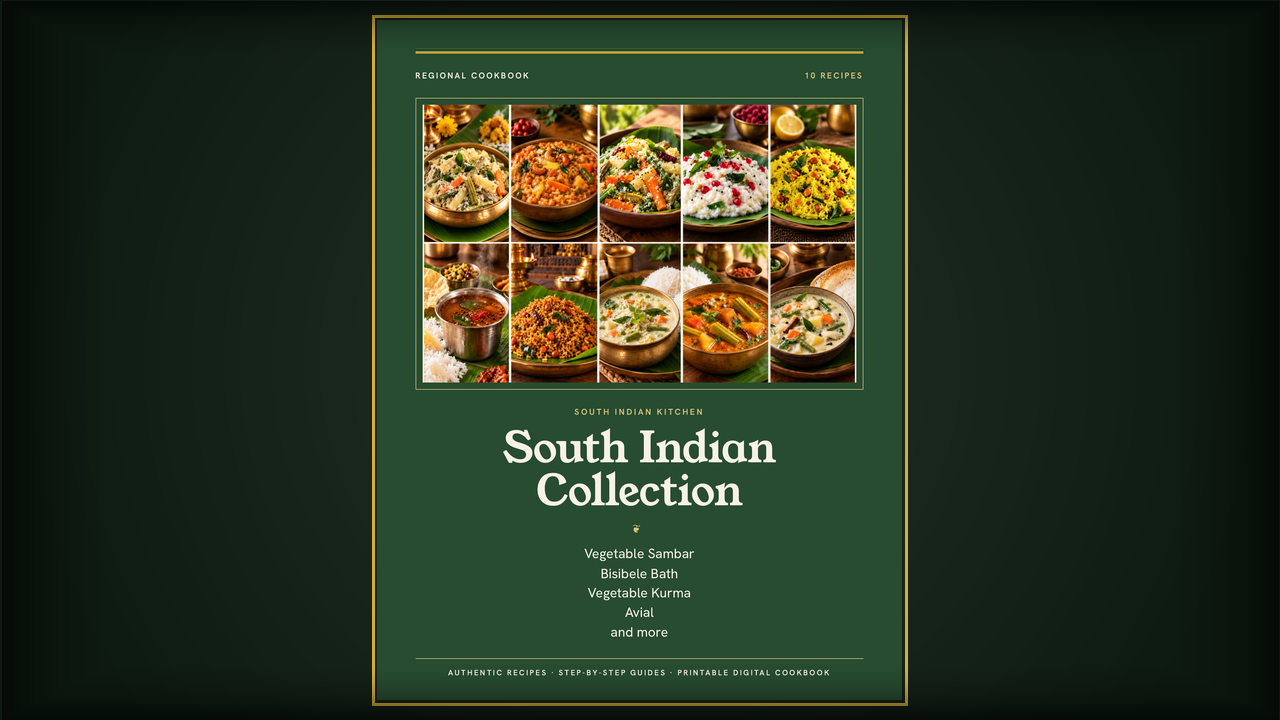 REGIONAL COOKBOOK
10 RECIPES
SOUTH INDIAN KITCHEN
South Indian
Collection
Vegetable Sambar
Bisibele Bath
Vegetable Kurma
Avial
and more
AUTHENTIC RECIPES · STEP-BY-STEP GUIDES · PRINTABLE DIGITAL COOKBOOK